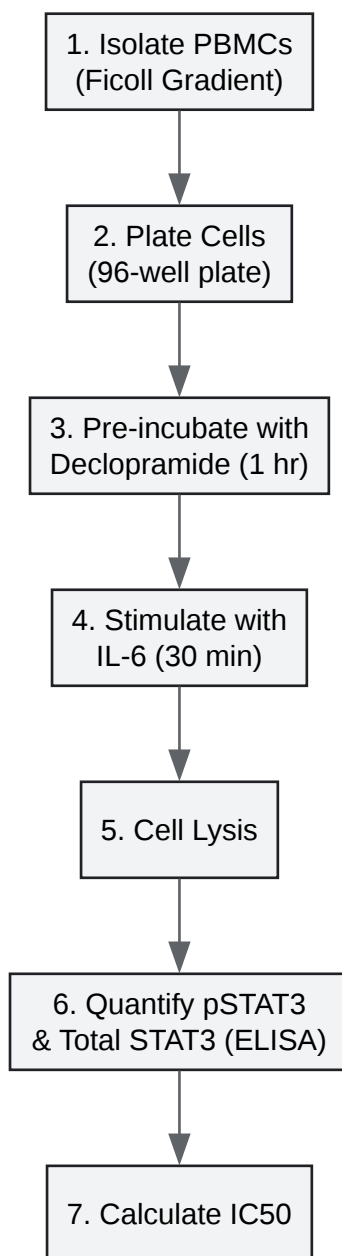 1. Isolate PBMCs
(Ficoll Gradient)
2. Plate Cells
(96-well plate)
3. Pre-incubate with
Declopramide (1 hr)
4. Stimulate with
IL-6 (30 min)
5. Cell Lysis
6. Quantify pSTAT3
& Total STAT3 (ELISA)
7. Calculate IC50